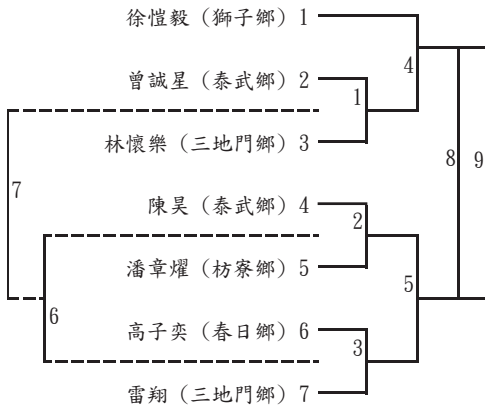 徐愷毅 (獅子鄉) 1
4
曾誠星 (泰武鄉) 2
1
林懷樂 (三地門鄉) 3
8
9
7
陳昊 (泰武鄉) 4
2
潘章燿 (枋寮鄉) 5
5
6
高子奕 (春日鄉) 6
3
雷翔 (三地門鄉) 7